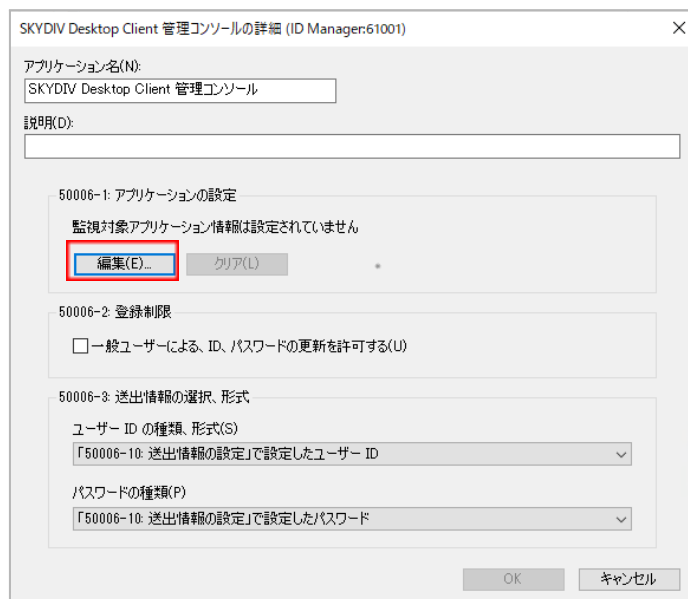 SKYDIV Desktop Client 管理コンソールの詳細 (ID Manager:61001)
アプリケーション名(N):
SKYDIV Desktop Client 管理コンソール
説明(D):
50006-1: アプリケーションの設定
監視対象アプリケーション情報は設定されていません
編集(E)... クリア(L)
50006-2: 登録制限
一般ユーザーによる、ID、パスワードの更新を許可する(U)
50006-3: 送出情報の選択、形式
ユーザー ID の種類、形式(S)
「50006-10: 送出情報の設定」で設定したユーザー ID
パスワードの種類(P)
「50006-10: 送出情報の設定」で設定したパスワード
OK キャンセル